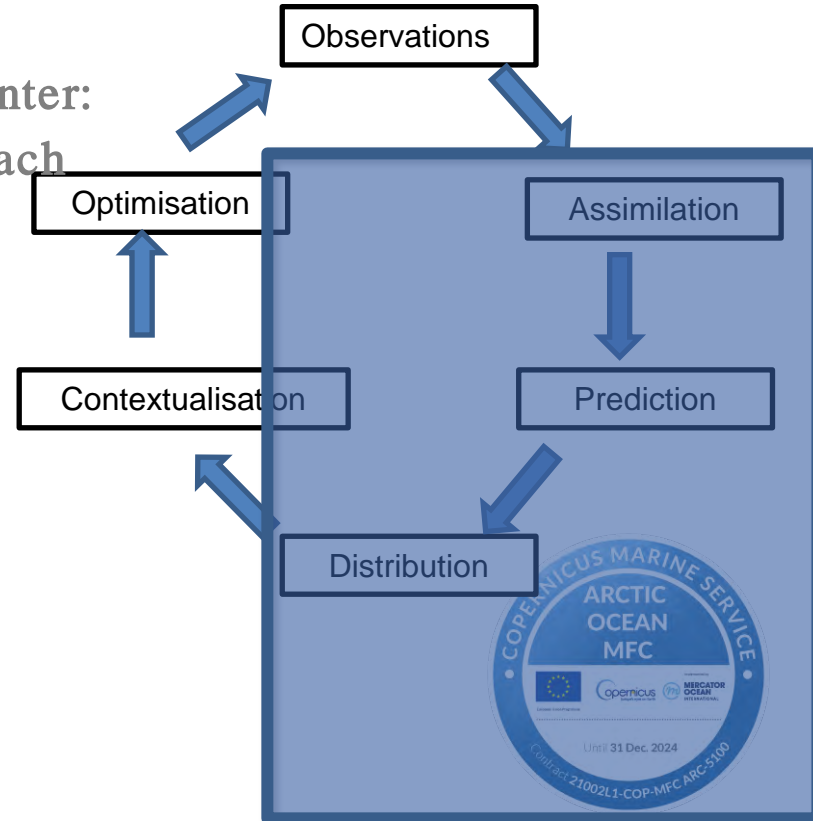 Observations
nter:
ach
Optimisation
Assimilation
Contextualisation
Prediction
Distribution
COPERNICUS MARINE SERVICE
ARCTIC
OCEAN
MFC
Copernicus
MERCATOR
OCEAN
INTERNATIONAL
Until 31 Dec. 2024
Contract 21002L1-COP-MFC ARC-5100